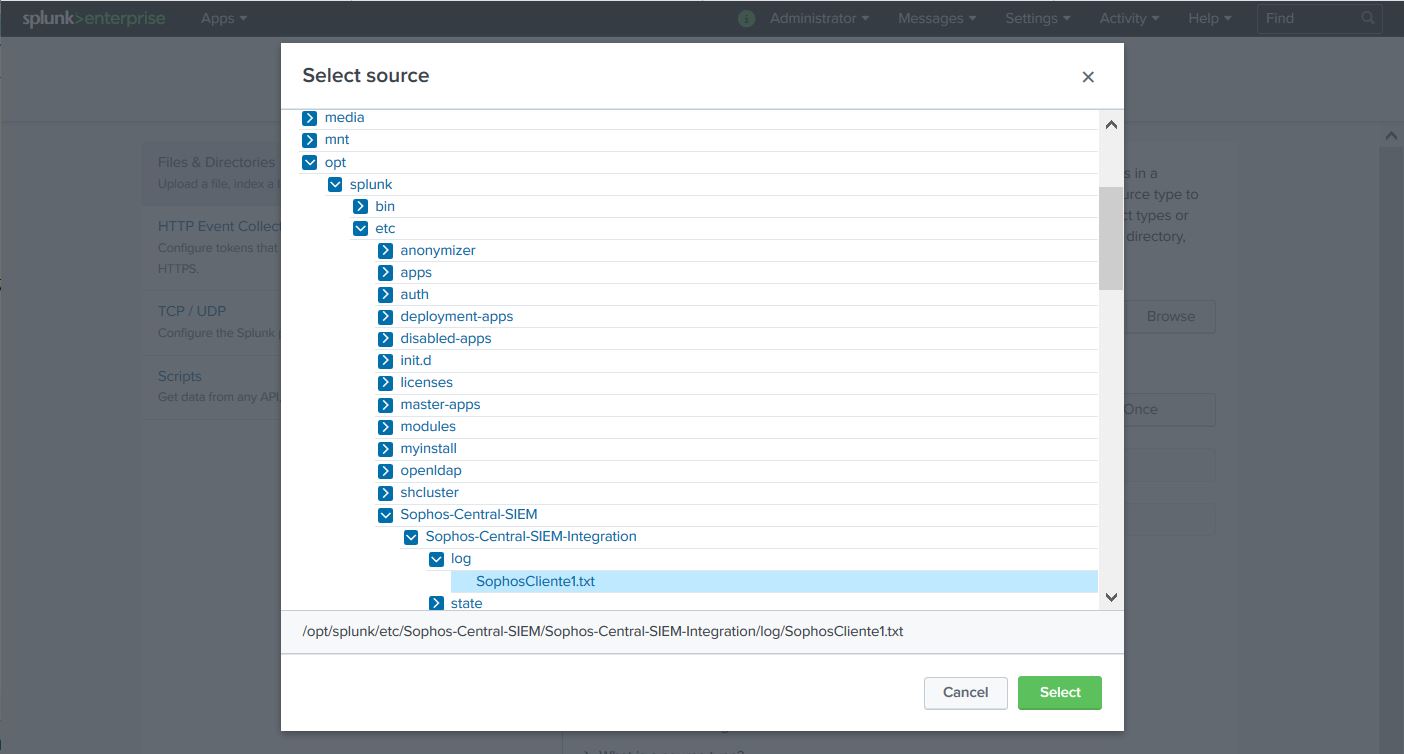 splunk>enterprise Apps Administrator Messages Settings Activity Help Find
Select source
media
mnt
opt
splunk
bin
etc
anonymizer
apps
auth
deployment-apps
disabled-apps
init.d
licenses
master-apps
modules
myinstall
openldap
shcluster
Sophos-Central-SIEM
Sophos-Central-SIEM-Integration
log
SophosCliente1.txt
state
/opt/splunk/etc/Sophos-Central-SIEM/Sophos-Central-SIEM-Integration/log/SophosCliente1.txt
Cancel Select
Files & Directories
Upload a file, index a
HTTP Event
Configure tokens that
HTTPS.
TCP / UDP
Configure the Splunk
Scripts
Get data from any API,
s in a
type to
types or
directory,
Browse
Once